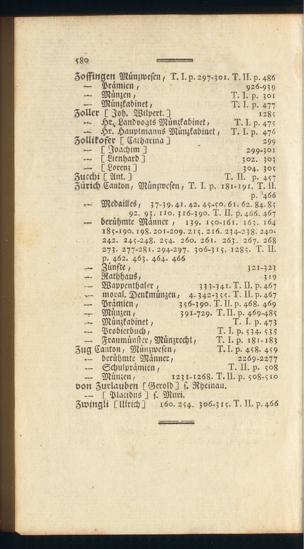 580
Zoffingen Münzwesen, T. I. p. 297-301. T. II. p. 486
— Prämien, 926-939
— Münzen, T. I. p. 301
— Münzkabinet, T. I. p. 477
Zoller [Joh. Wilpert.] 1285
— Hr. Landvogts Münzkabinet, T. I. p. 475
— Hr. Hauptmanns Münzkabinet, T. I. p. 476
Zollikofer [Catharina] 299
— [Joachim] 299-301
— [Lienhard] 302. 303
— [Lorenz] 304. 305
Zucchi [Ant.] T. II. p. 457
Zürich Canton, Münzwesen, T. I. p. 181-191. T. II.
p. 466
— Medailles, 37-39. 41. 42. 45-50. 61. 62. 84. 85
92. 93. 110. 316-390. T. II. p. 466. 467
— berühmte Männer, 139. 150-161. 163. 164
185-190. 198. 201-209. 215. 216. 234-238. 240-
242. 245-248. 254. 260. 261. 263. 267. 268
273. 277-281. 294-297. 306-315. 1285. T. II.
p. 462. 463. 464. 466
— Zünfte, 321-323
— Rathhaus, 319
— Wappenthaler, 333-341. T. II. p. 467
— moral. Denkmünzen, 4. 342-355. T. II. p. 467
— Prämien, 356-390. T. II. p. 468. 469
— Münzen, 391-729. T. II. p. 469-485
— Münzkabinet, T. I. p. 473
— Probierbuch, T. I. p. 534. 535
— Fraumünster, Münzrecht, T. I. p. 181-183
Zug Canton, Münzwesen, T. I. p. 458. 459
— berühmte Männer, 2269-2277
— Schulprämien, T. II. p. 508
— Münzen, 1231-1268. T. II. p. 508-510
von Zurlauben [Gerold] s. Rheinau.
— [Placidus] s. Muri.
Zwingli [Ulrich] 160. 254. 306-315. T. II. p. 466